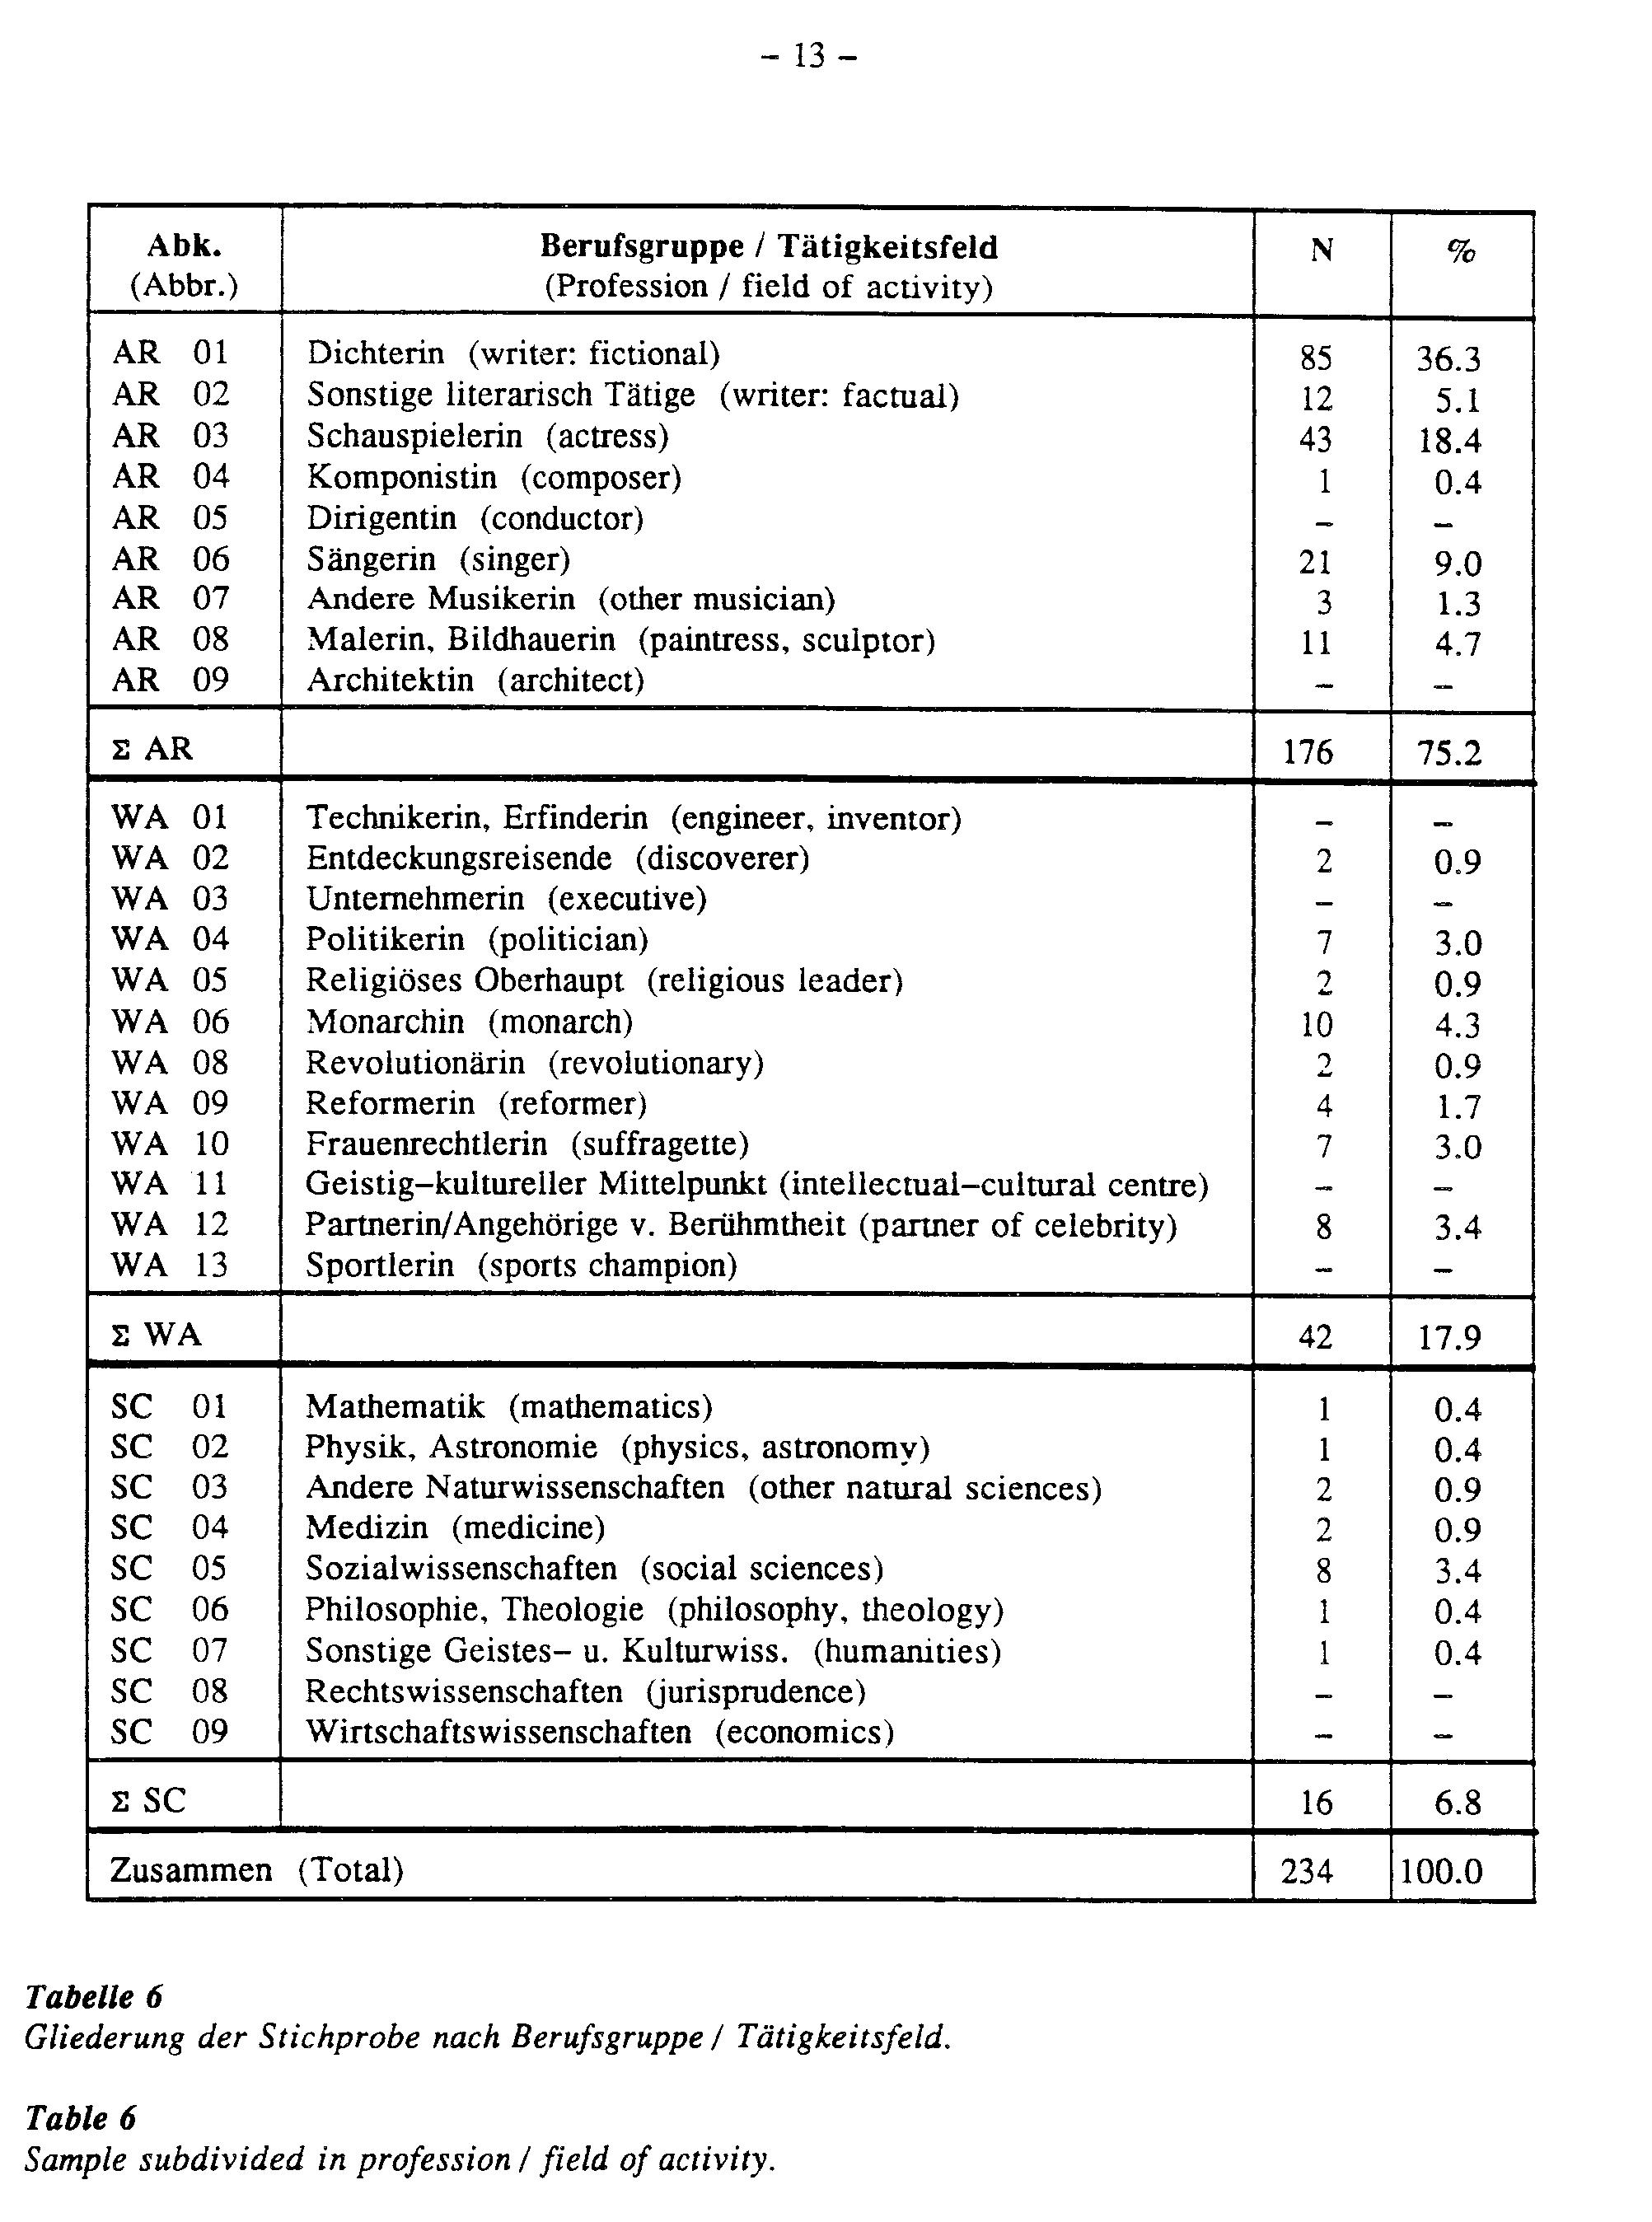 - 13 -
Abk. Berufsgruppe / Tätigkeitsfeld N %
(Abbr.) (Profession / field of activity)
AR 01 Dichterin (writer: fictional) 85 36.3
AR 02 Sonstige literarisch Tätige (writer: factual) 12 5.1
AR 03 Schauspielerin (actress) 43 18.4
AR 04 Komponistin (composer) 1 0.4
AR 05 Dirigentin (conductor) – –
AR 06 Sängerin (singer) 21 9.0
AR 07 Andere Musikerin (other musician) 3 1.3
AR 08 Malerin, Bildhauerin (paintress, sculptor) 11 4.7
AR 09 Architektin (architect) – –
Σ AR 176 75.2
WA 01 Technikerin, Erfinderin (engineer, inventor) – –
WA 02 Entdeckungsreisende (discoverer) 2 0.9
WA 03 Unternehmerin (executive) – –
WA 04 Politikerin (politician) 7 3.0
WA 05 Religiöses Oberhaupt (religious leader) 2 0.9
WA 06 Monarchin (monarch) 10 4.3
WA 08 Revolutionärin (revolutionary) 2 0.9
WA 09 Reformerin (reformer) 4 1.7
WA 10 Frauenrechtlerin (suffragette) 7 3.0
WA 11 Geistig-kultureller Mittelpunkt (intellectual-cultural centre) – –
WA 12 Partnerin/Angehörige v. Berühmtheit (partner of celebrity) 8 3.4
WA 13 Sportlerin (sports champion) – –
Σ WA 42 17.9
SC 01 Mathematik (mathematics) 1 0.4
SC 02 Physik, Astronomie (physics, astronomy) 1 0.4
SC 03 Andere Naturwissenschaften (other natural sciences) 2 0.9
SC 04 Medizin (medicine) 2 0.9
SC 05 Sozialwissenschaften (social sciences) 8 3.4
SC 06 Philosophie, Theologie (philosophy, theology) 1 0.4
SC 07 Sonstige Geistes- u. Kulturwiss. (humanities) 1 0.4
SC 08 Rechtswissenschaften (jurisprudence) – –
SC 09 Wirtschaftswissenschaften (economics) – –
Σ SC 16 6.8
Zusammen (Total) 234 100.0
Tabelle 6
Gliederung der Stichprobe nach Berufsgruppe / Tätigkeitsfeld.
Table 6
Sample subdivided in profession / field of activity.